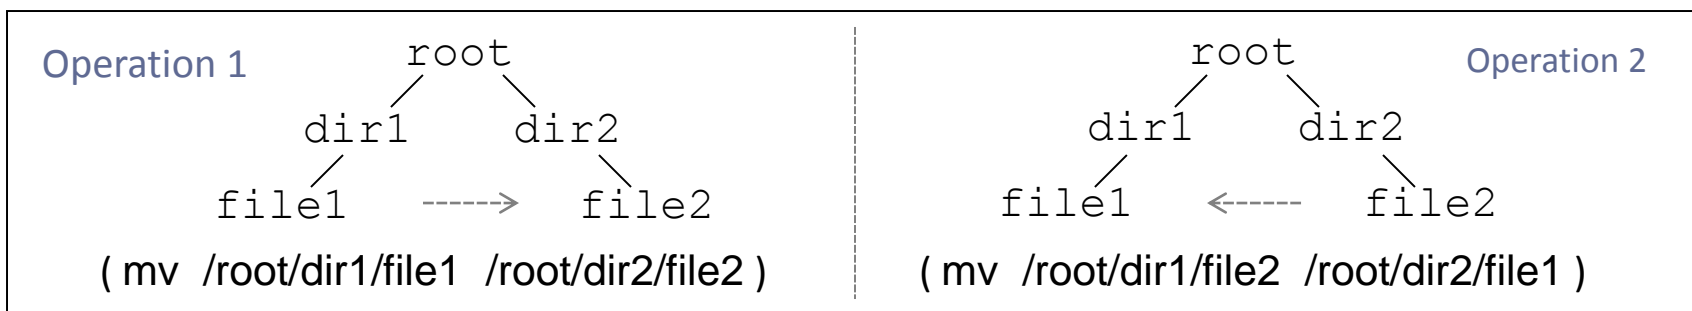 Operation 1
root
dir1 dir2
file1 file2
( mv /root/dir1/file1 /root/dir2/file2 )
Operation 2
root
dir1 dir2
file1 file2
( mv /root/dir1/file2 /root/dir2/file1 )